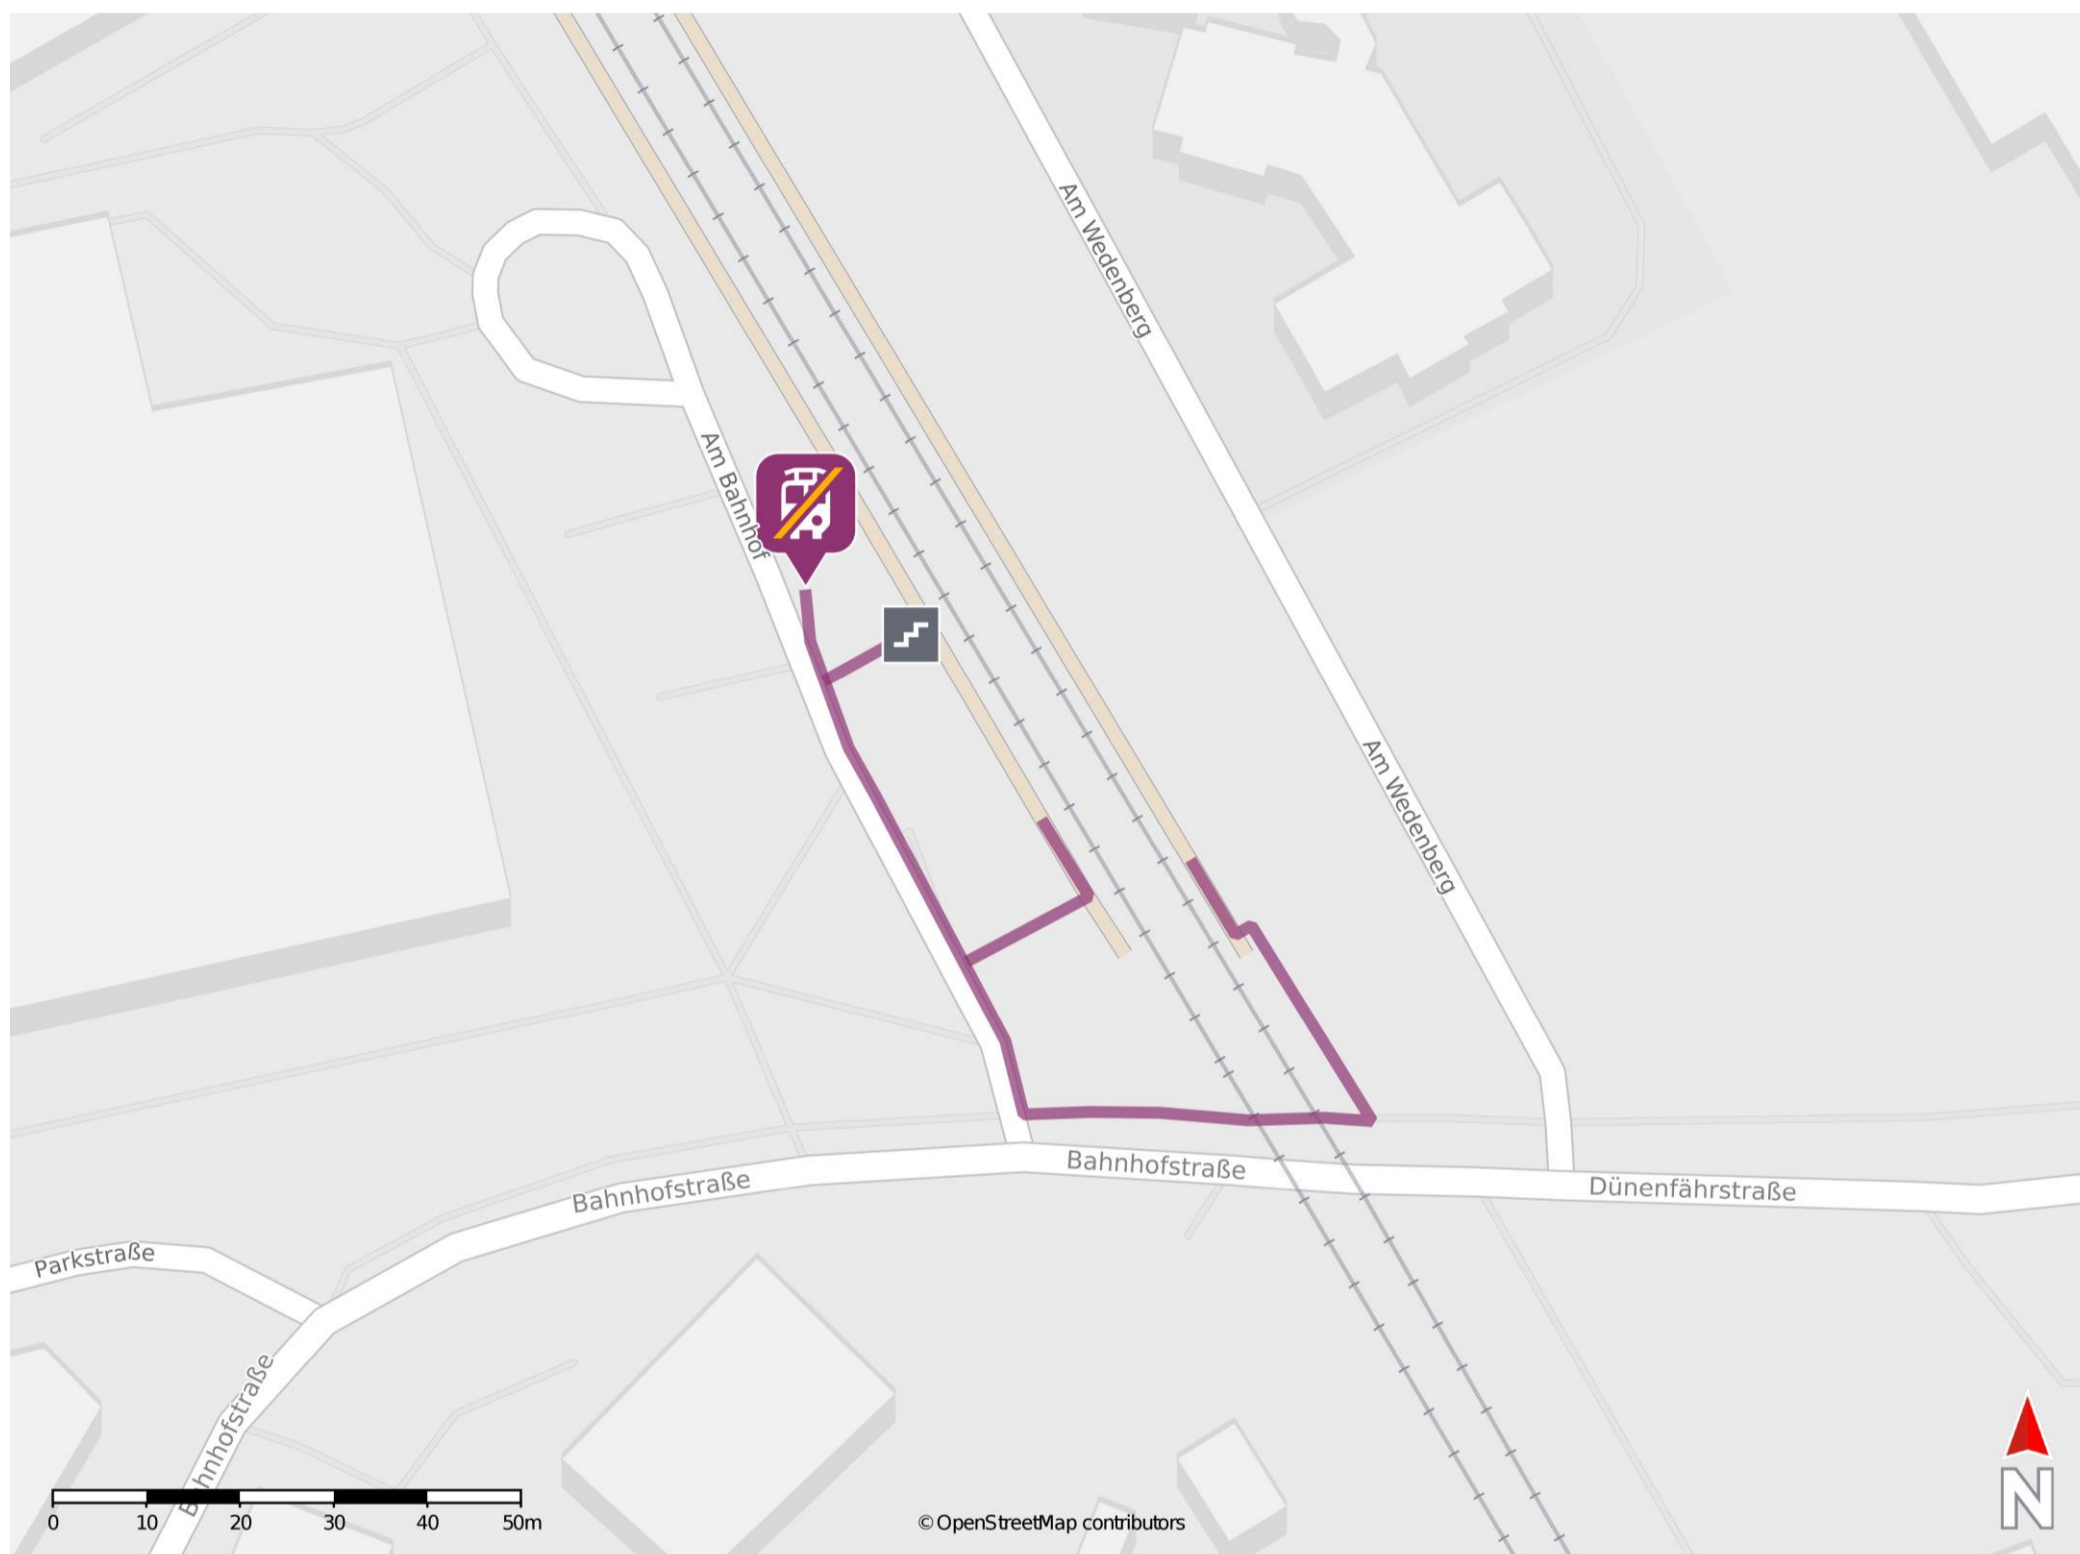 Am Wedenberg
Am Bahnhof
Am Wedenberg
Bahnhofstraße
Bahnhofstraße
Dünenfährstraße
Parkstraße
Bahnhofstraße
0 10 20 30 40 50m
© OpenStreetMap contributors
N